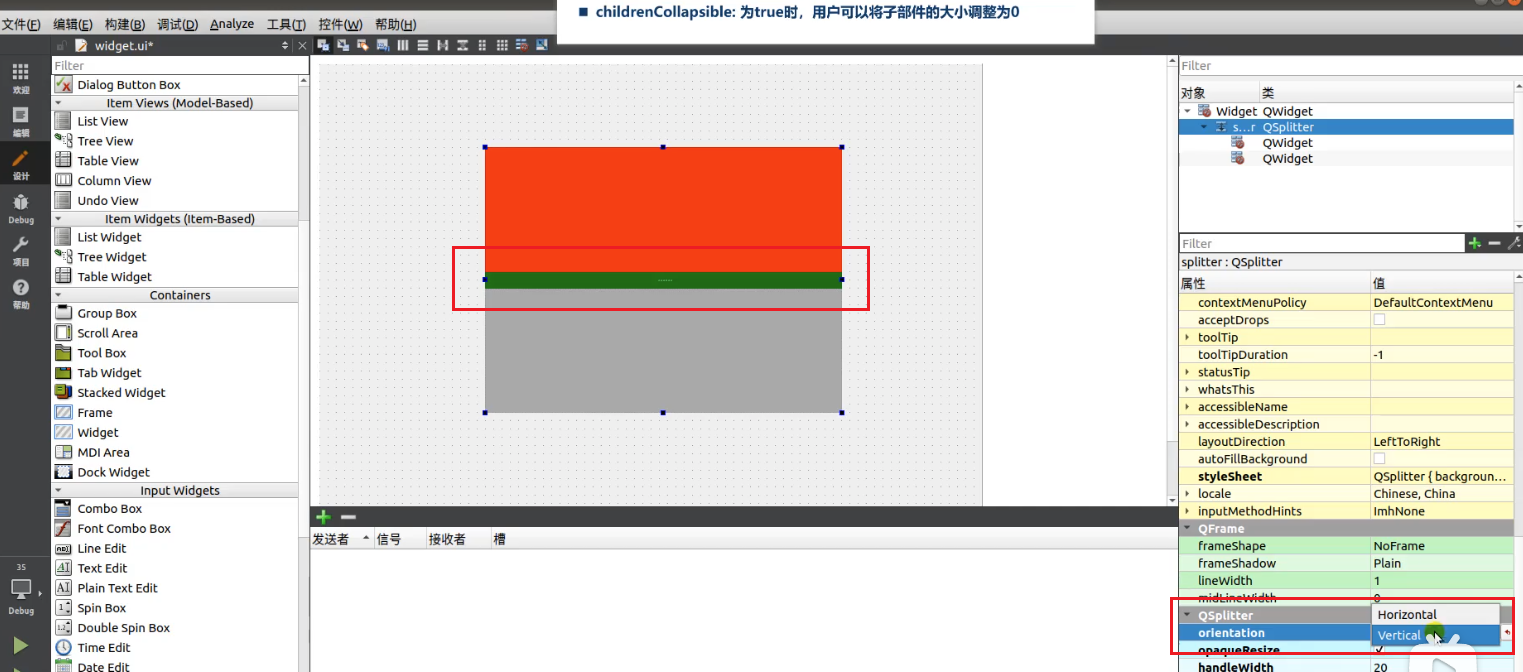 ■ childrenCollapsible: 为true时，用户可以将子部件的大小调整为0
文件(F) 编辑(E) 构建(B) 调试(D) Analyze 工具(T) 控件(W) 帮助(H)
widget.ui*
Filter
Dialog Button Box
Item Views (Model-Based)
List View
Tree View
Table View
Column View
Undo View
Item Widgets (Item-Based)
List Widget
Tree Widget
Table Widget
Containers
Group Box
Scroll Area
Tool Box
Tab Widget
Stacked Widget
Frame
Widget
MDI Area
Dock Widget
Input Widgets
Combo Box
Font Combo Box
Line Edit
Text Edit
Plain Text Edit
Spin Box
Double Spin Box
Time Edit
Date Edit
欢迎
编辑
设计
Debug
项目
帮助
35
Debug
发送者 信号 接收者 槽
Filter
对象 类
Widget QWidget
s...r QSplitter
QWidget
QWidget
Filter
splitter : QSplitter
属性 值
contextMenuPolicy DefaultContextMenu
acceptDrops
toolTip
toolTipDuration -1
statusTip
whatsThis
accessibleName
accessibleDescription
layoutDirection LeftToRight
autoFillBackground
styleSheet QSplitter { backgroun...
locale Chinese, China
inputMethodHints ImhNone
QFrame
frameShape NoFrame
frameShadow Plain
lineWidth 1
midLineWidth 0
QSplitter Horizontal
orientation Vertical
opaqueResize
handleWidth 20